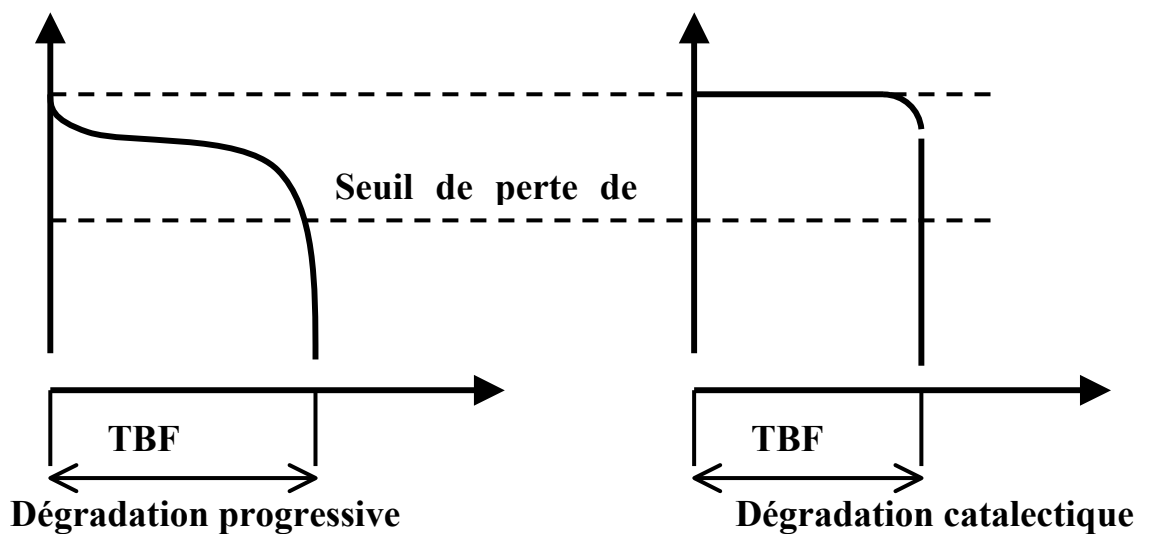 Seuil de perte de
TBF
TBF
Dégradation progressive
Dégradation catalectique